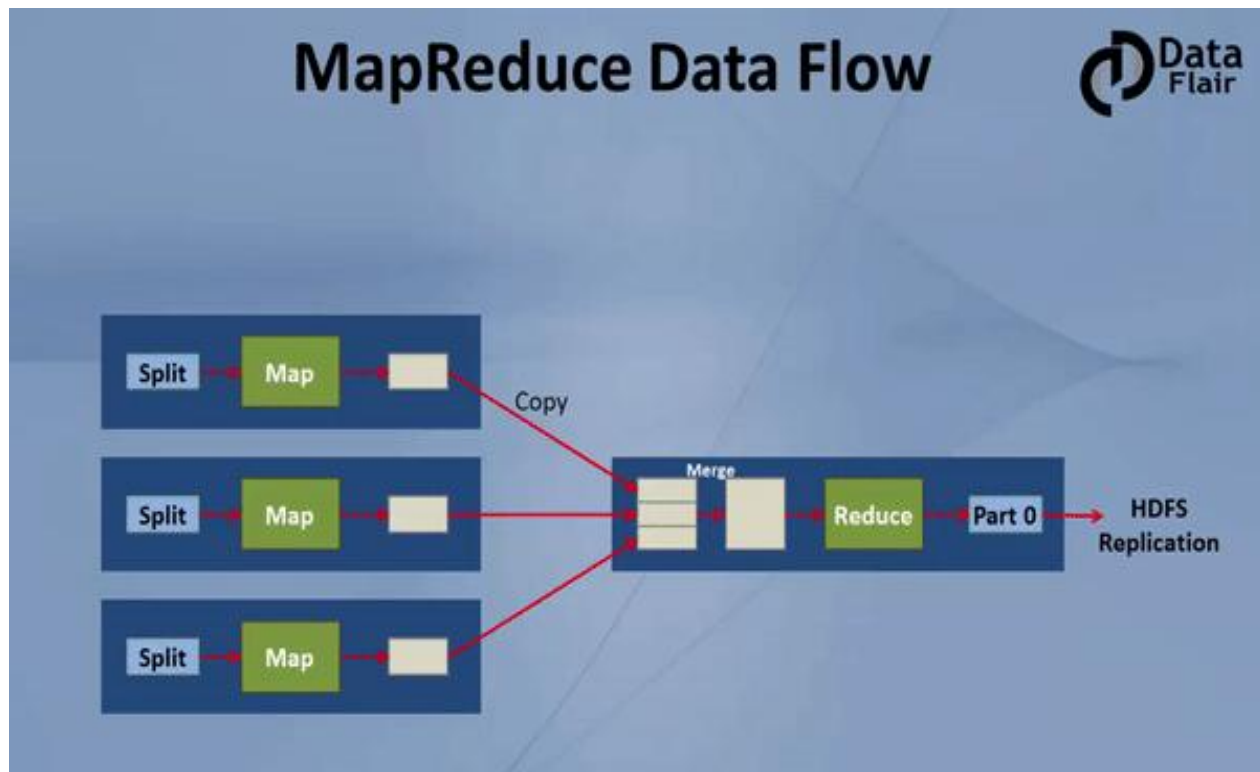 MapReduce Data Flow
Data
Flair
Split
Map
Copy
Split
Map
Merge
Reduce
Part 0
HDFS
Replication
Split
Map